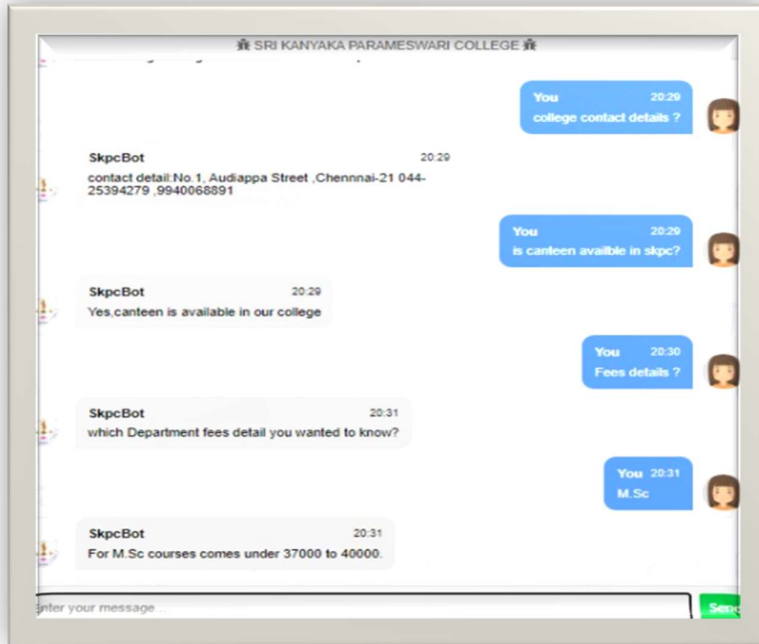 SRI KANYAKA PARAMESWARI COLLEGE
You 20:29
college contact details ?
SkpcBot 20:29
contact detail:No.1, Audiappa Street ,Chennnai-21 044-
25394279 ,9940068891
You 20:29
is canteen availble in skpc?
SkpcBot 20:29
Yes,canteen is available in our college
You 20:30
Fees details ?
SkpcBot 20:31
which Department fees detail you wanted to know?
You 20:31
M.Sc
SkpcBot 20:31
For M.Sc courses comes under 37000 to 40000.
Enter your message...
Send